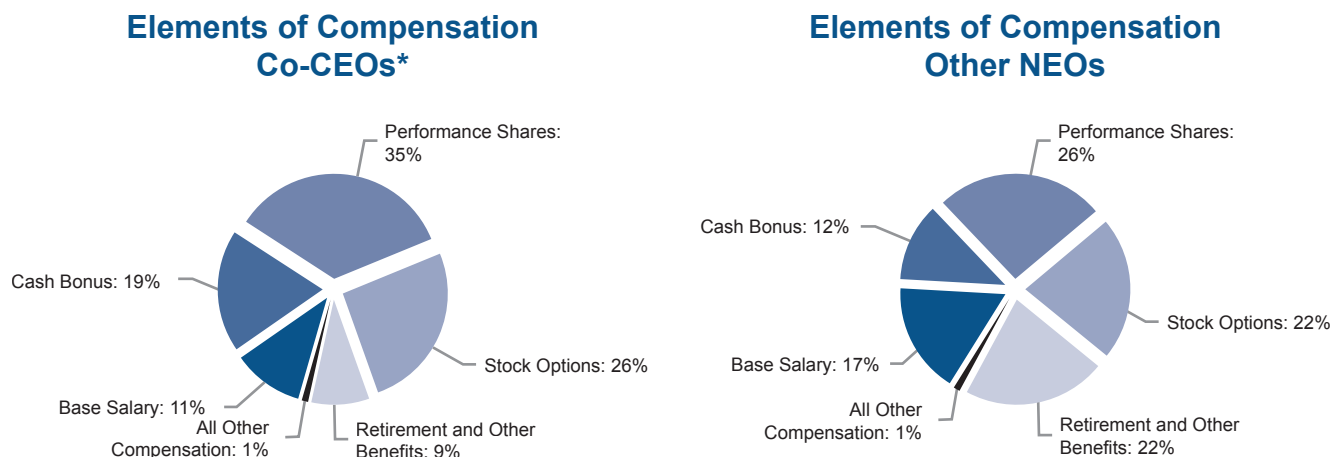 Elements of Compensation
Co-CEOs*
Performance Shares:
35%
Cash Bonus: 19%
Stock Options: 26%
Base Salary: 11%
All Other
Compensation: 1%
Retirement and Other
Benefits: 9%
Elements of Compensation
Other NEOs
Performance Shares:
26%
Cash Bonus: 12%
Stock Options: 22%
Base Salary: 17%
All Other
Compensation: 1%
Retirement and Other
Benefits: 22%